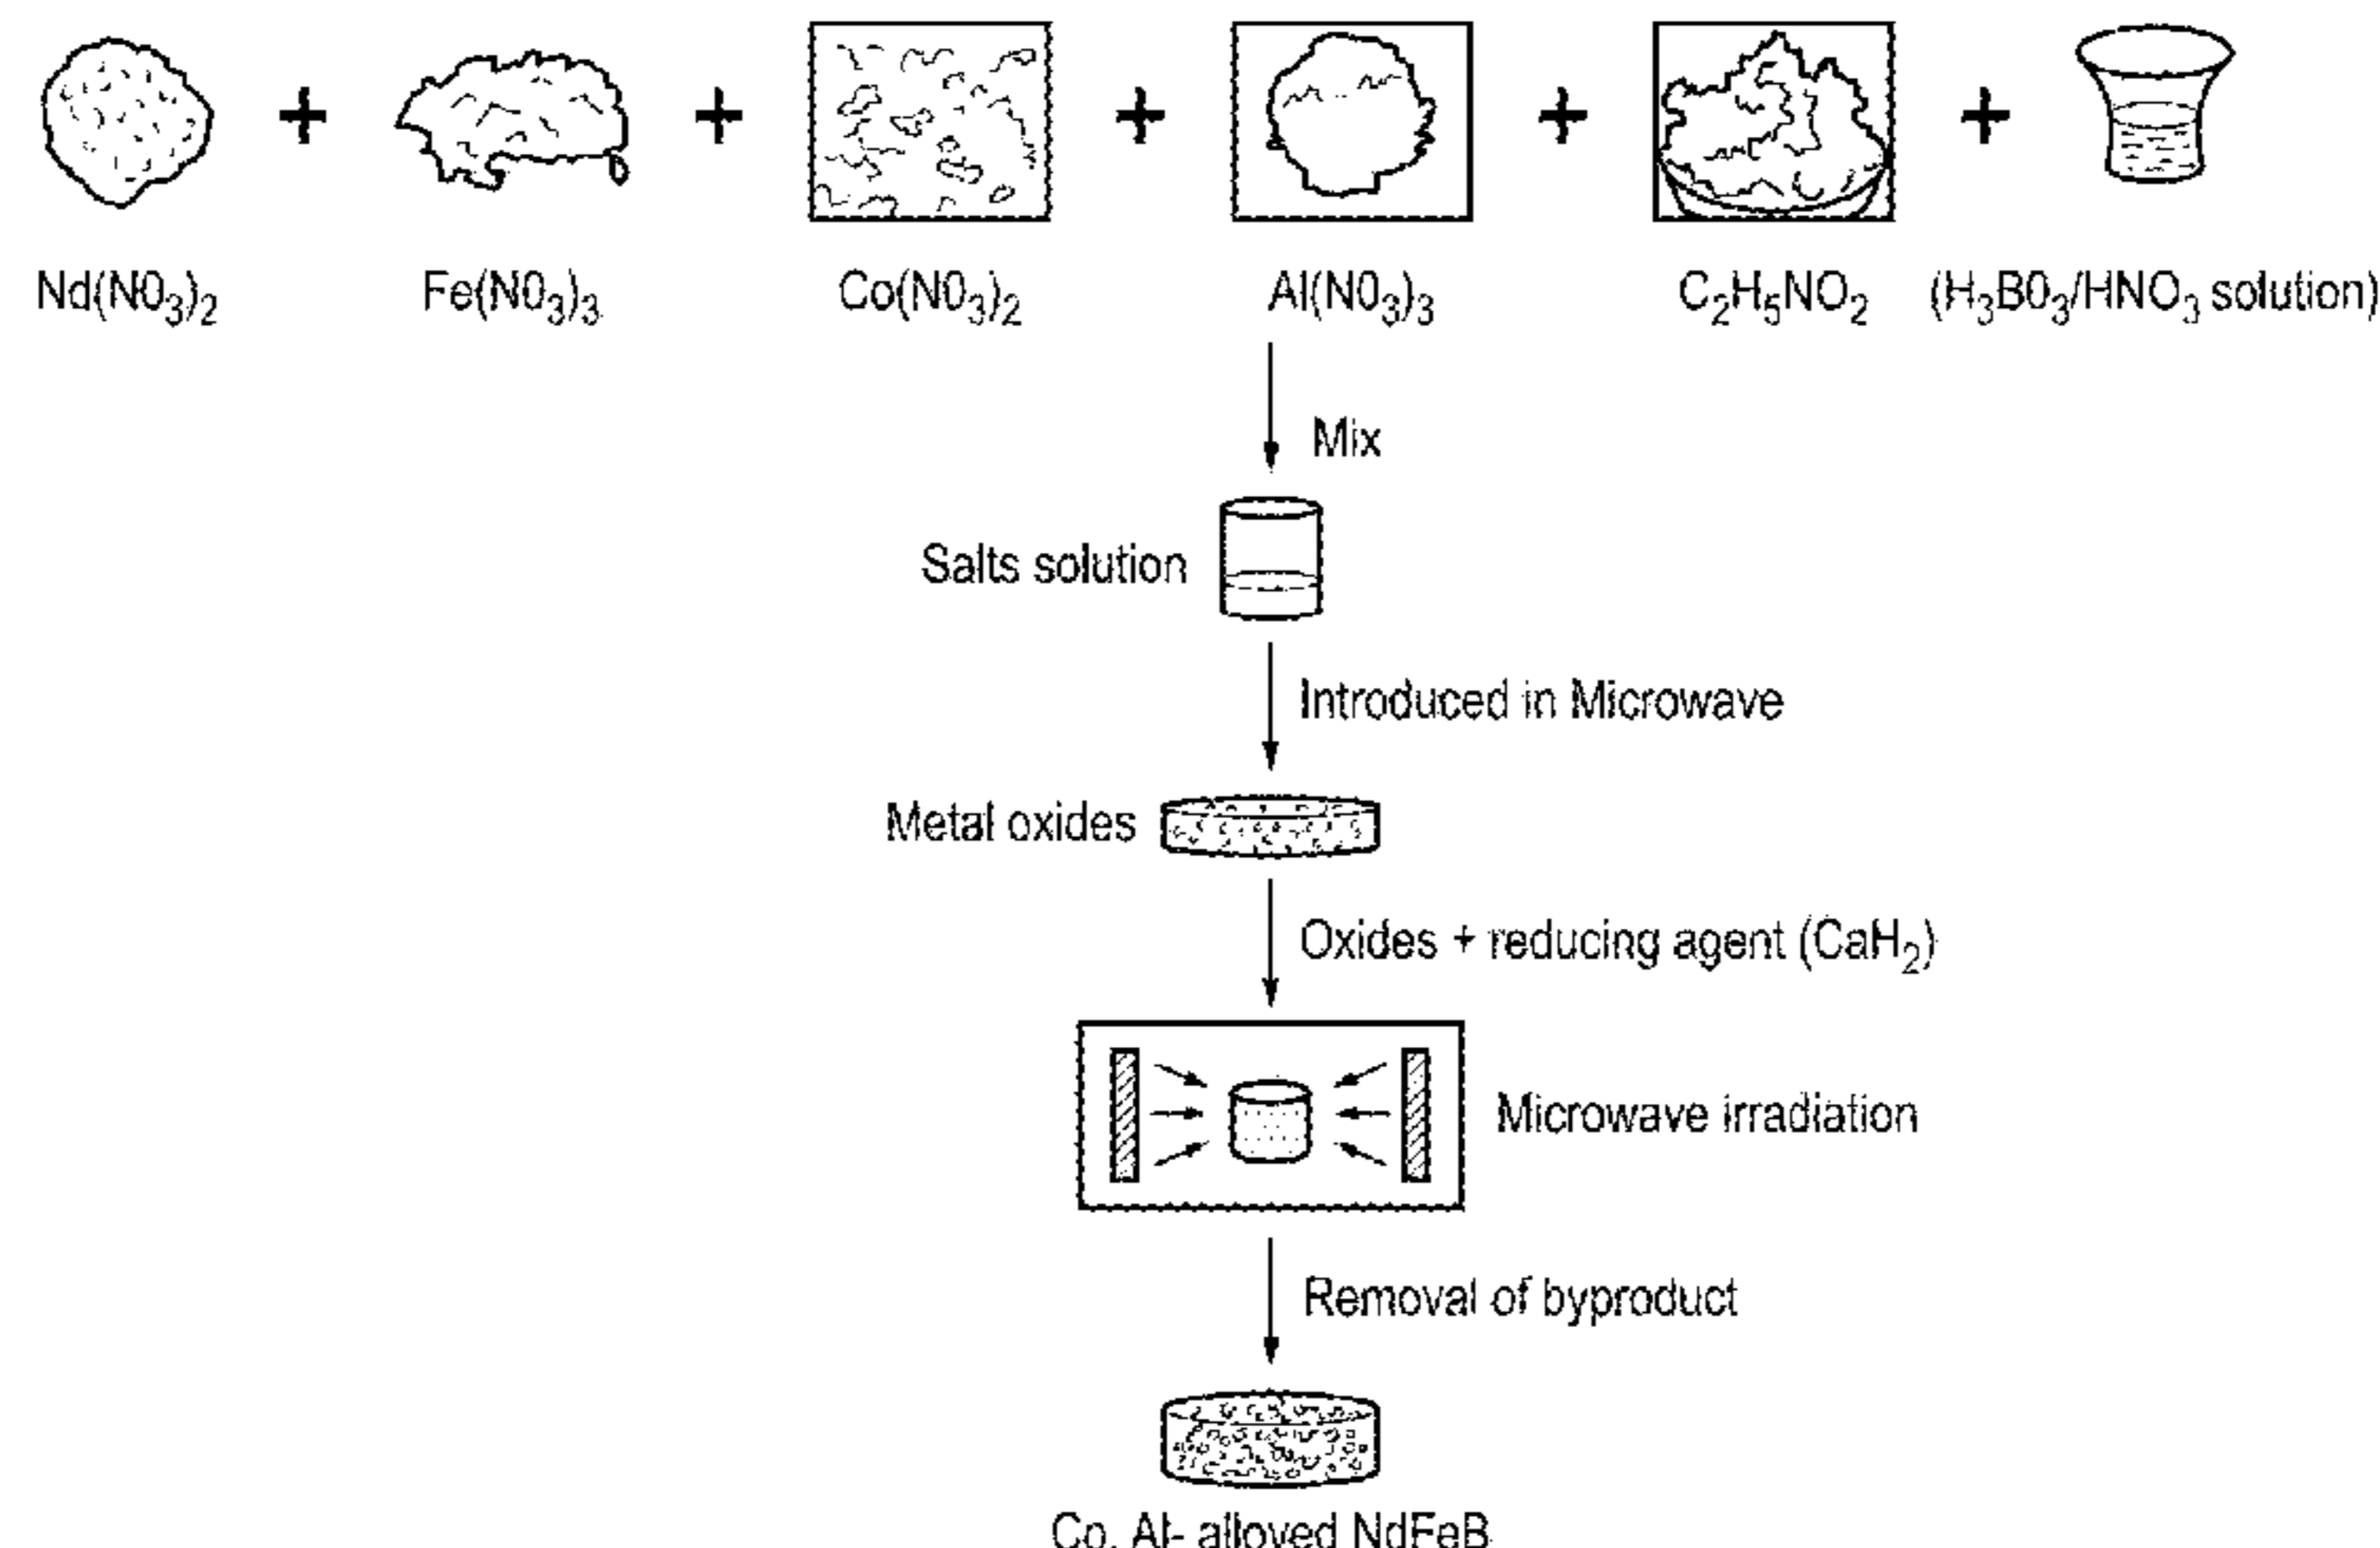 + + + + +
Nd(N0₃)₂ Fe(N0₃)₃ Co(N0₃)₂ Al(N0₃)₃ C₂H₅NO₂ (H₃B0₃/HNO₃ solution)
Mix
Salts solution
Introduced in Microwave
Metal oxides
Oxides + reducing agent (CaH₂)
Microwave irradiation
Removal of byproduct
Co, Al- alloyed NdFeB